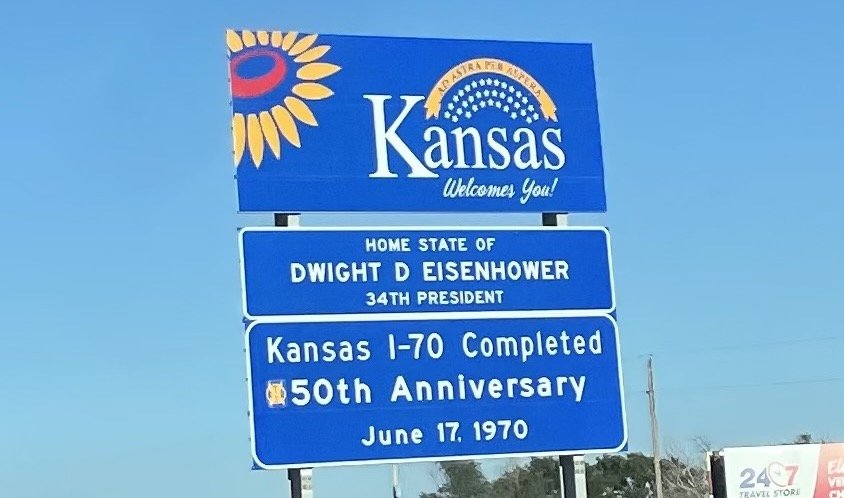 AD ASTRA PER ASPERA
Kansas
Welcomes You!
HOME STATE OF
DWIGHT D EISENHOWER
34TH PRESIDENT
Kansas I-70 Completed
50th Anniversary
June 17, 1970
24 7
TRAVEL STORE